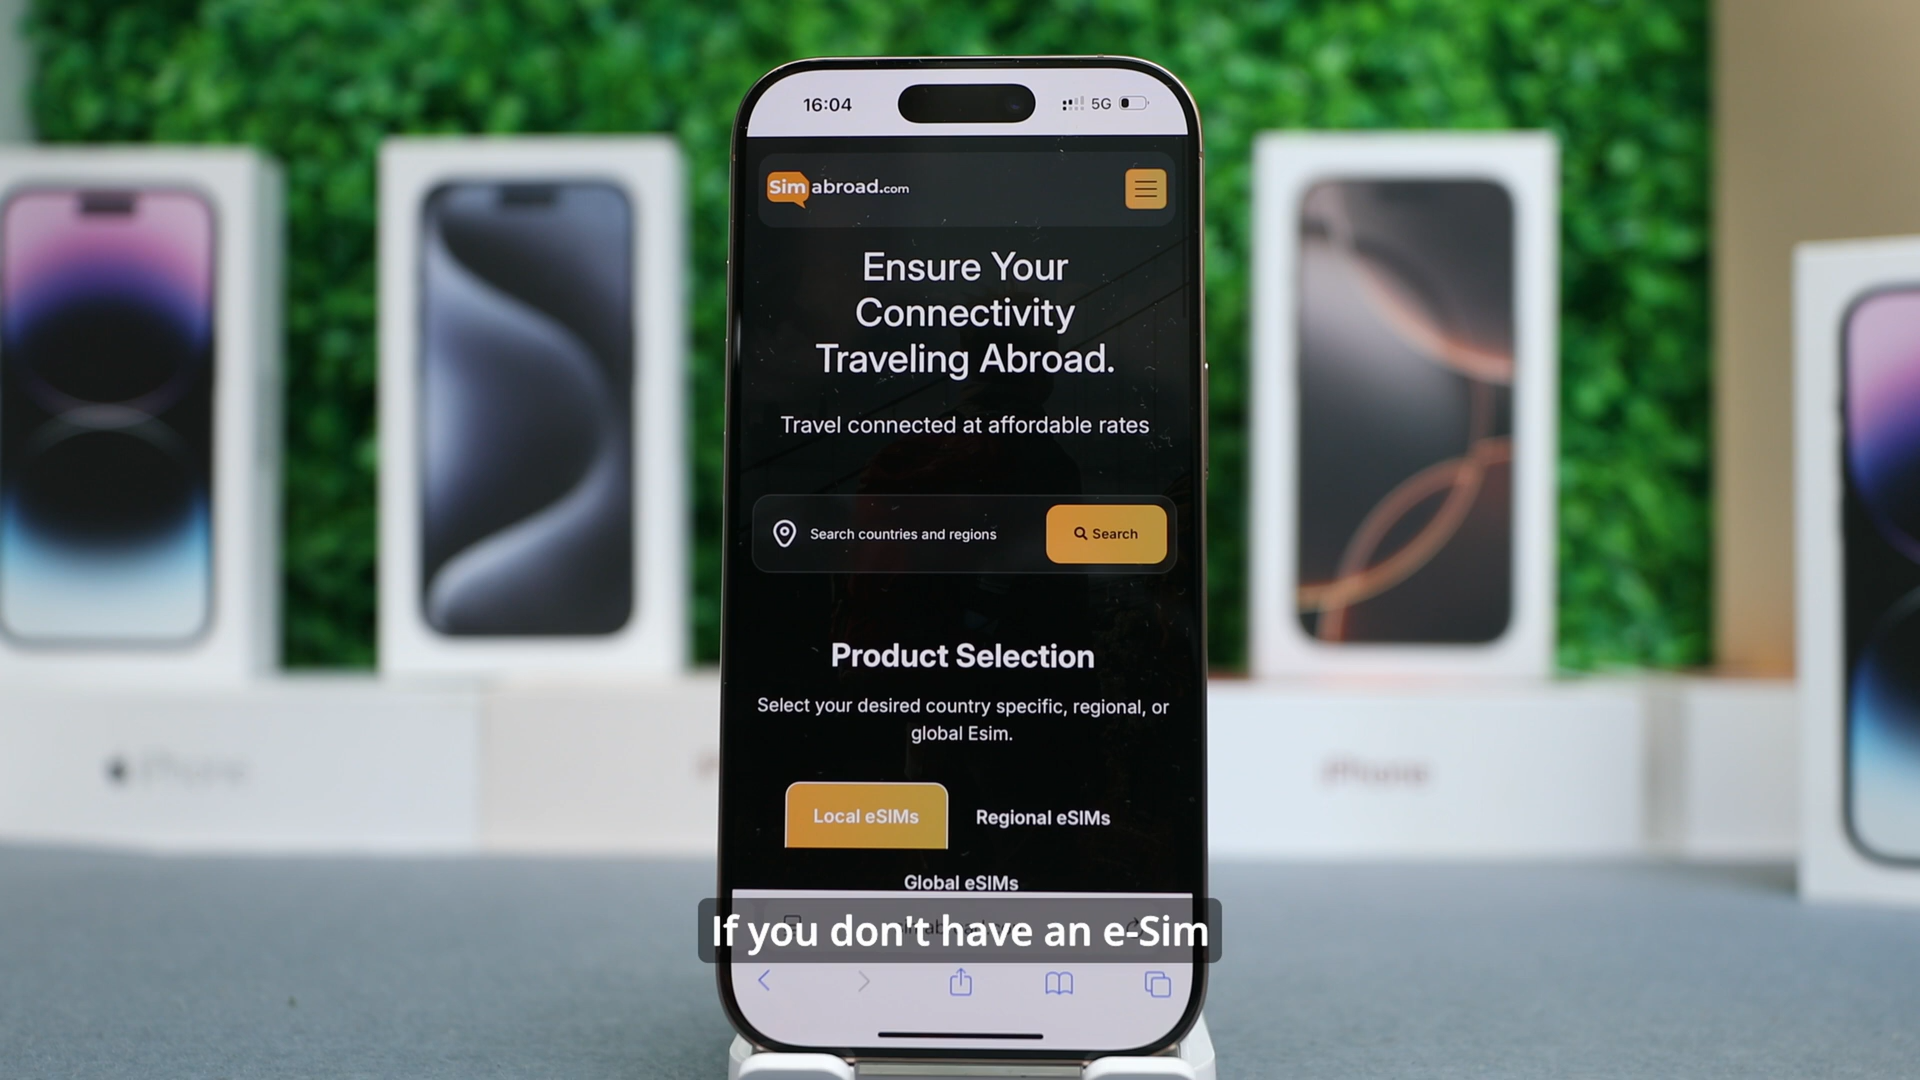 16:04
5G
Sim abroad.com
Ensure Your
Connectivity
Traveling Abroad.
Travel connected at affordable rates
Search countries and regions
Search
Product Selection
Select your desired country specific, regional, or
global Esim.
Local eSIMs
Regional eSIMs
Global eSIMs
If you don't have an e-Sim
iPhone
iPhone